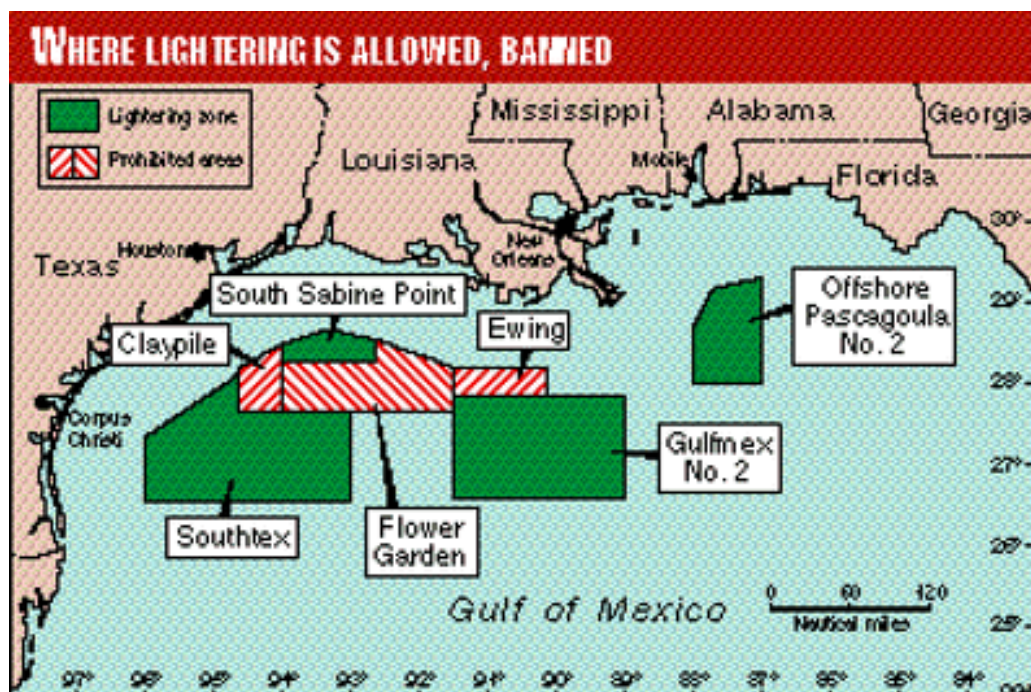 WHERE LIGHTERING IS ALLOWED, BANNED
Lightering zone
Prohibited areas
Mississippi
Alabama
Georgia
Louisiana
Mobile
Florida
Houston
New
Orleans
Texas
South Sabine Point
Offshore
Pascagoula
No. 2
Claypile
Ewing
Corpus
Christi
Gulfmex
No. 2
Southtex
Flower
Garden
Gulf of Mexico
0 60 120
Nautical miles
30°
29°
28°
27°
26°
25°
97° 96° 95° 94° 93° 92° 91° 90° 89° 88° 87° 86° 85° 84°